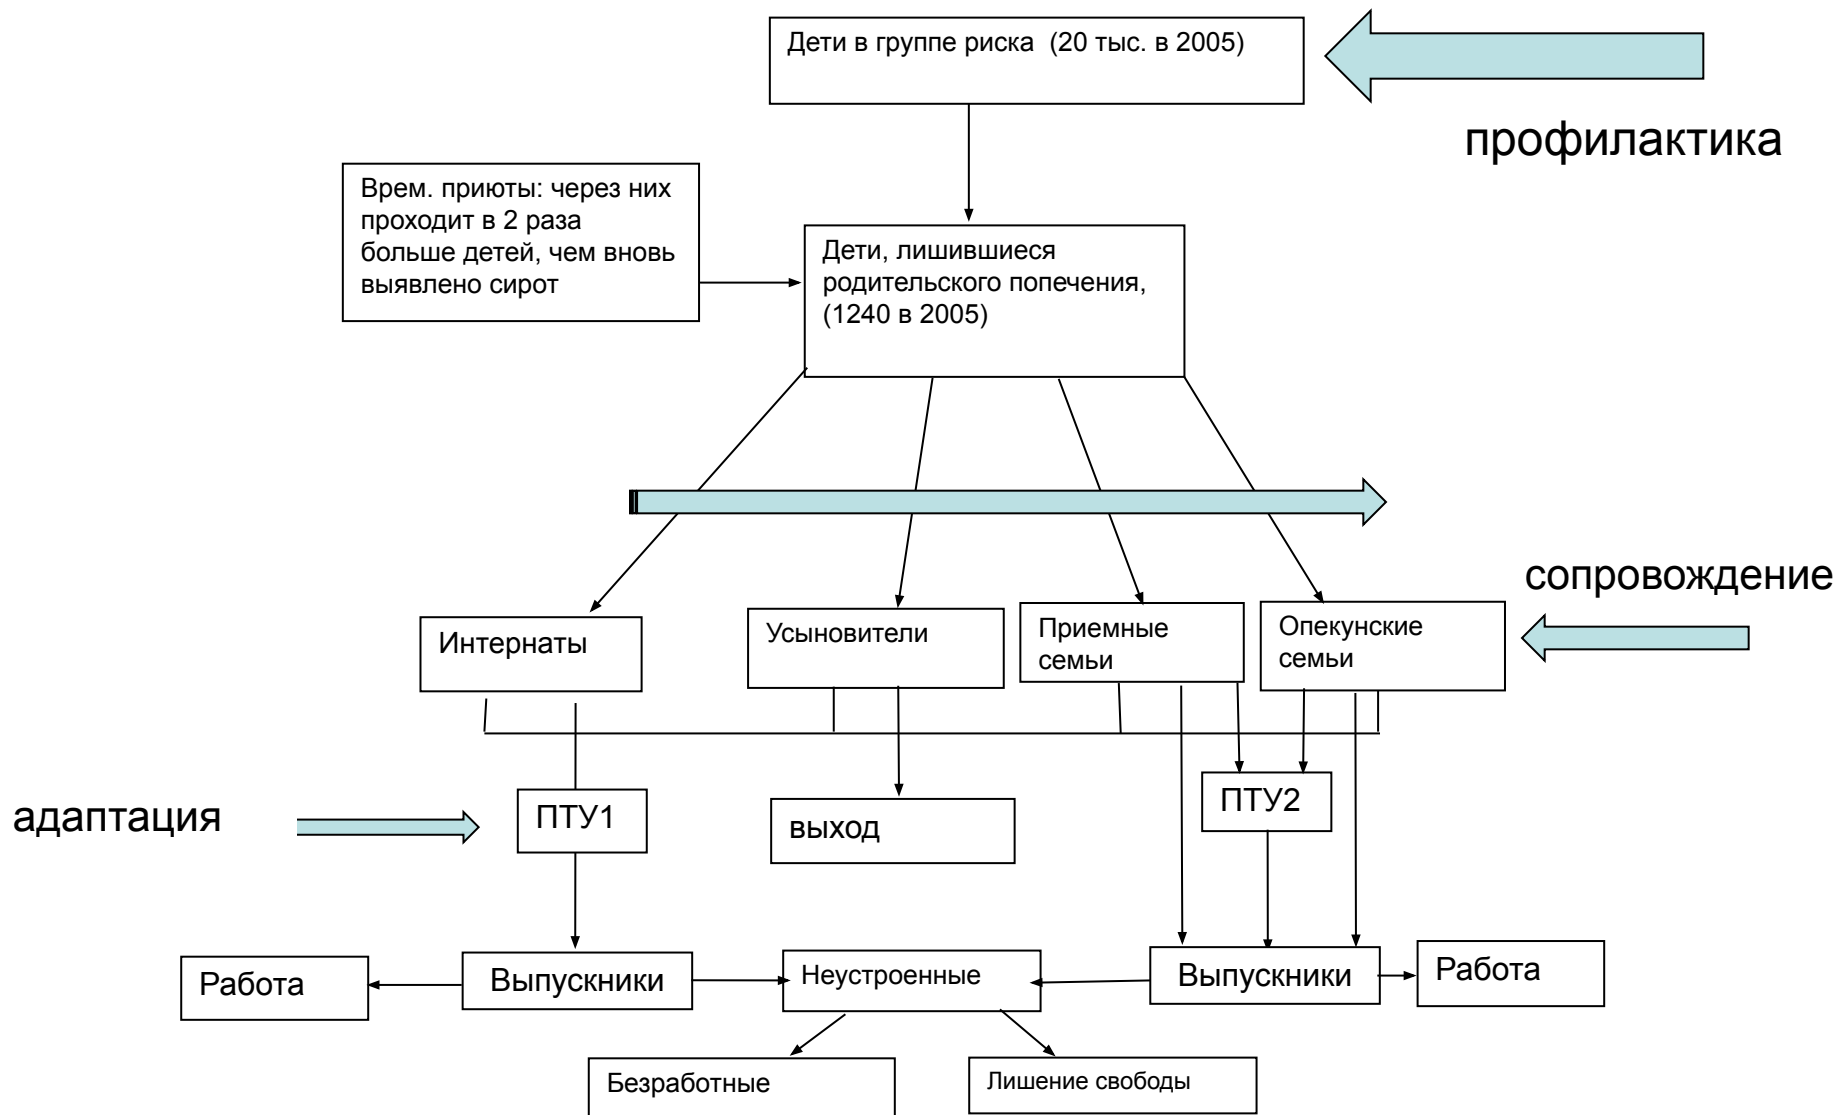 Дети в группе риска (20 тыс. в 2005)
профилактика
Врем. приюты: через них
проходит в 2 раза
больше детей, чем вновь
выявлено сирот
Дети, лишившиеся
родительского попечения,
(1240 в 2005)
сопровождение
Интернаты
Усыновители
Приемные
семьи
Опекунские
семьи
адаптация
ПТУ1
выход
ПТУ2
Работа
Выпускники
Неустроенные
Выпускники
Работа
Безработные
Лишение свободы